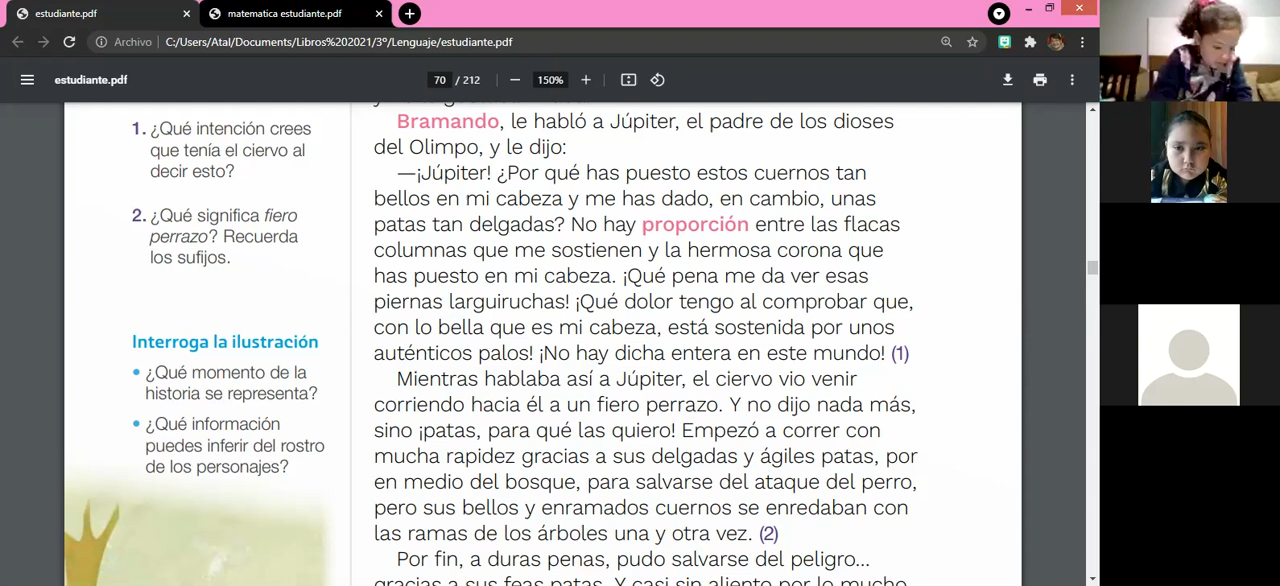 estudiante.pdf
matematica estudiante.pdf
Archivo
C:/Users/Atal/Documents/Libros%202021/3º/Lenguaje/estudiante.pdf
estudiante.pdf
70 / 212
150%
1. ¿Qué intención crees
que tenía el ciervo al
decir esto?
2. ¿Qué significa fiero
perrazo? Recuerda
los sufijos.
Interroga la ilustración
• ¿Qué momento de la
historia se representa?
• ¿Qué información
puedes inferir del rostro
de los personajes?
Bramando, le habló a Júpiter, el padre de los dioses
del Olimpo, y le dijo:
—¡Júpiter! ¿Por qué has puesto estos cuernos tan
bellos en mi cabeza y me has dado, en cambio, unas
patas tan delgadas? No hay proporción entre las flacas
columnas que me sostienen y la hermosa corona que
has puesto en mi cabeza. ¡Qué pena me da ver esas
piernas larguiruchas! ¡Qué dolor tengo al comprobar que,
con lo bella que es mi cabeza, está sostenida por unos
auténticos palos! ¡No hay dicha entera en este mundo! (1)
Mientras hablaba así a Júpiter, el ciervo vio venir
corriendo hacia él a un fiero perrazo. Y no dijo nada más,
sino ¡patas, para qué las quiero! Empezó a correr con
mucha rapidez gracias a sus delgadas y ágiles patas, por
en medio del bosque, para salvarse del ataque del perro,
pero sus bellos y enramados cuernos se enredaban con
las ramas de los árboles una y otra vez. (2)
Por fin, a duras penas, pudo salvarse del peligro...
gracias a sus feas patas. Y casi sin aliento por lo mucho